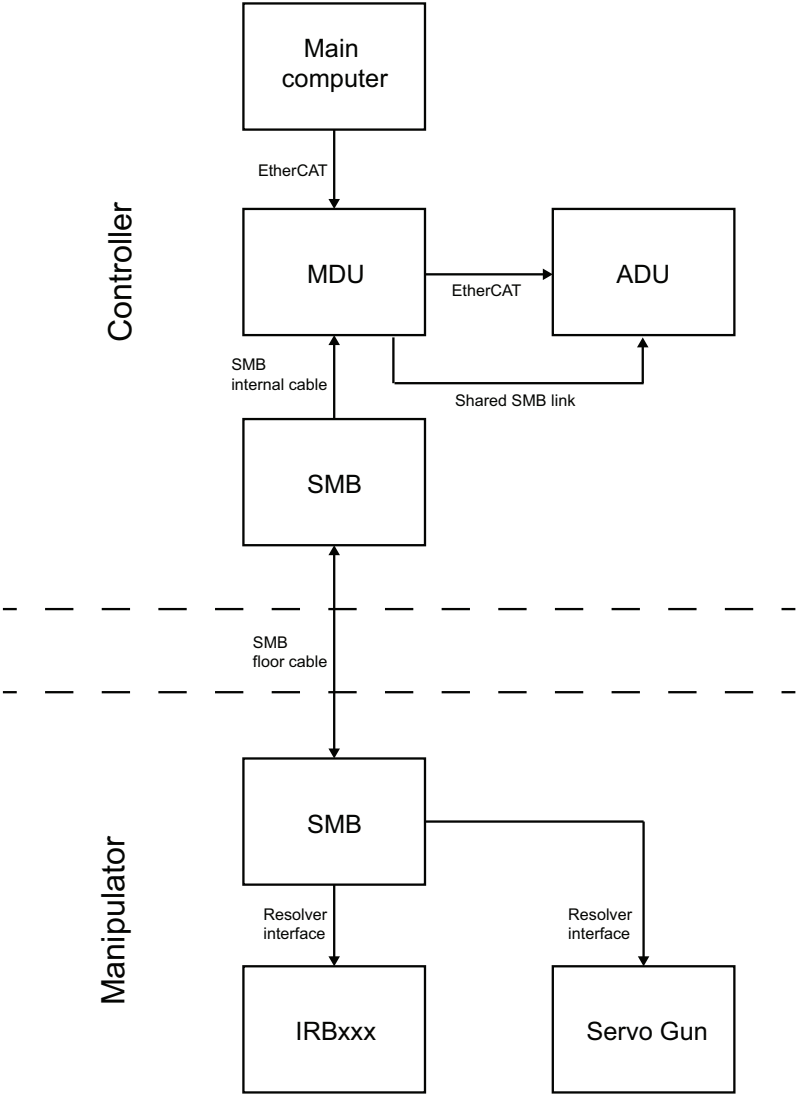 Main
computer
EtherCAT
Controller
MDU
EtherCAT
ADU
SMB
internal cable
Shared SMB link
SMB
SMB
floor cable
Manipulator
SMB
Resolver
interface
Resolver
interface
IRBxxx
Servo Gun